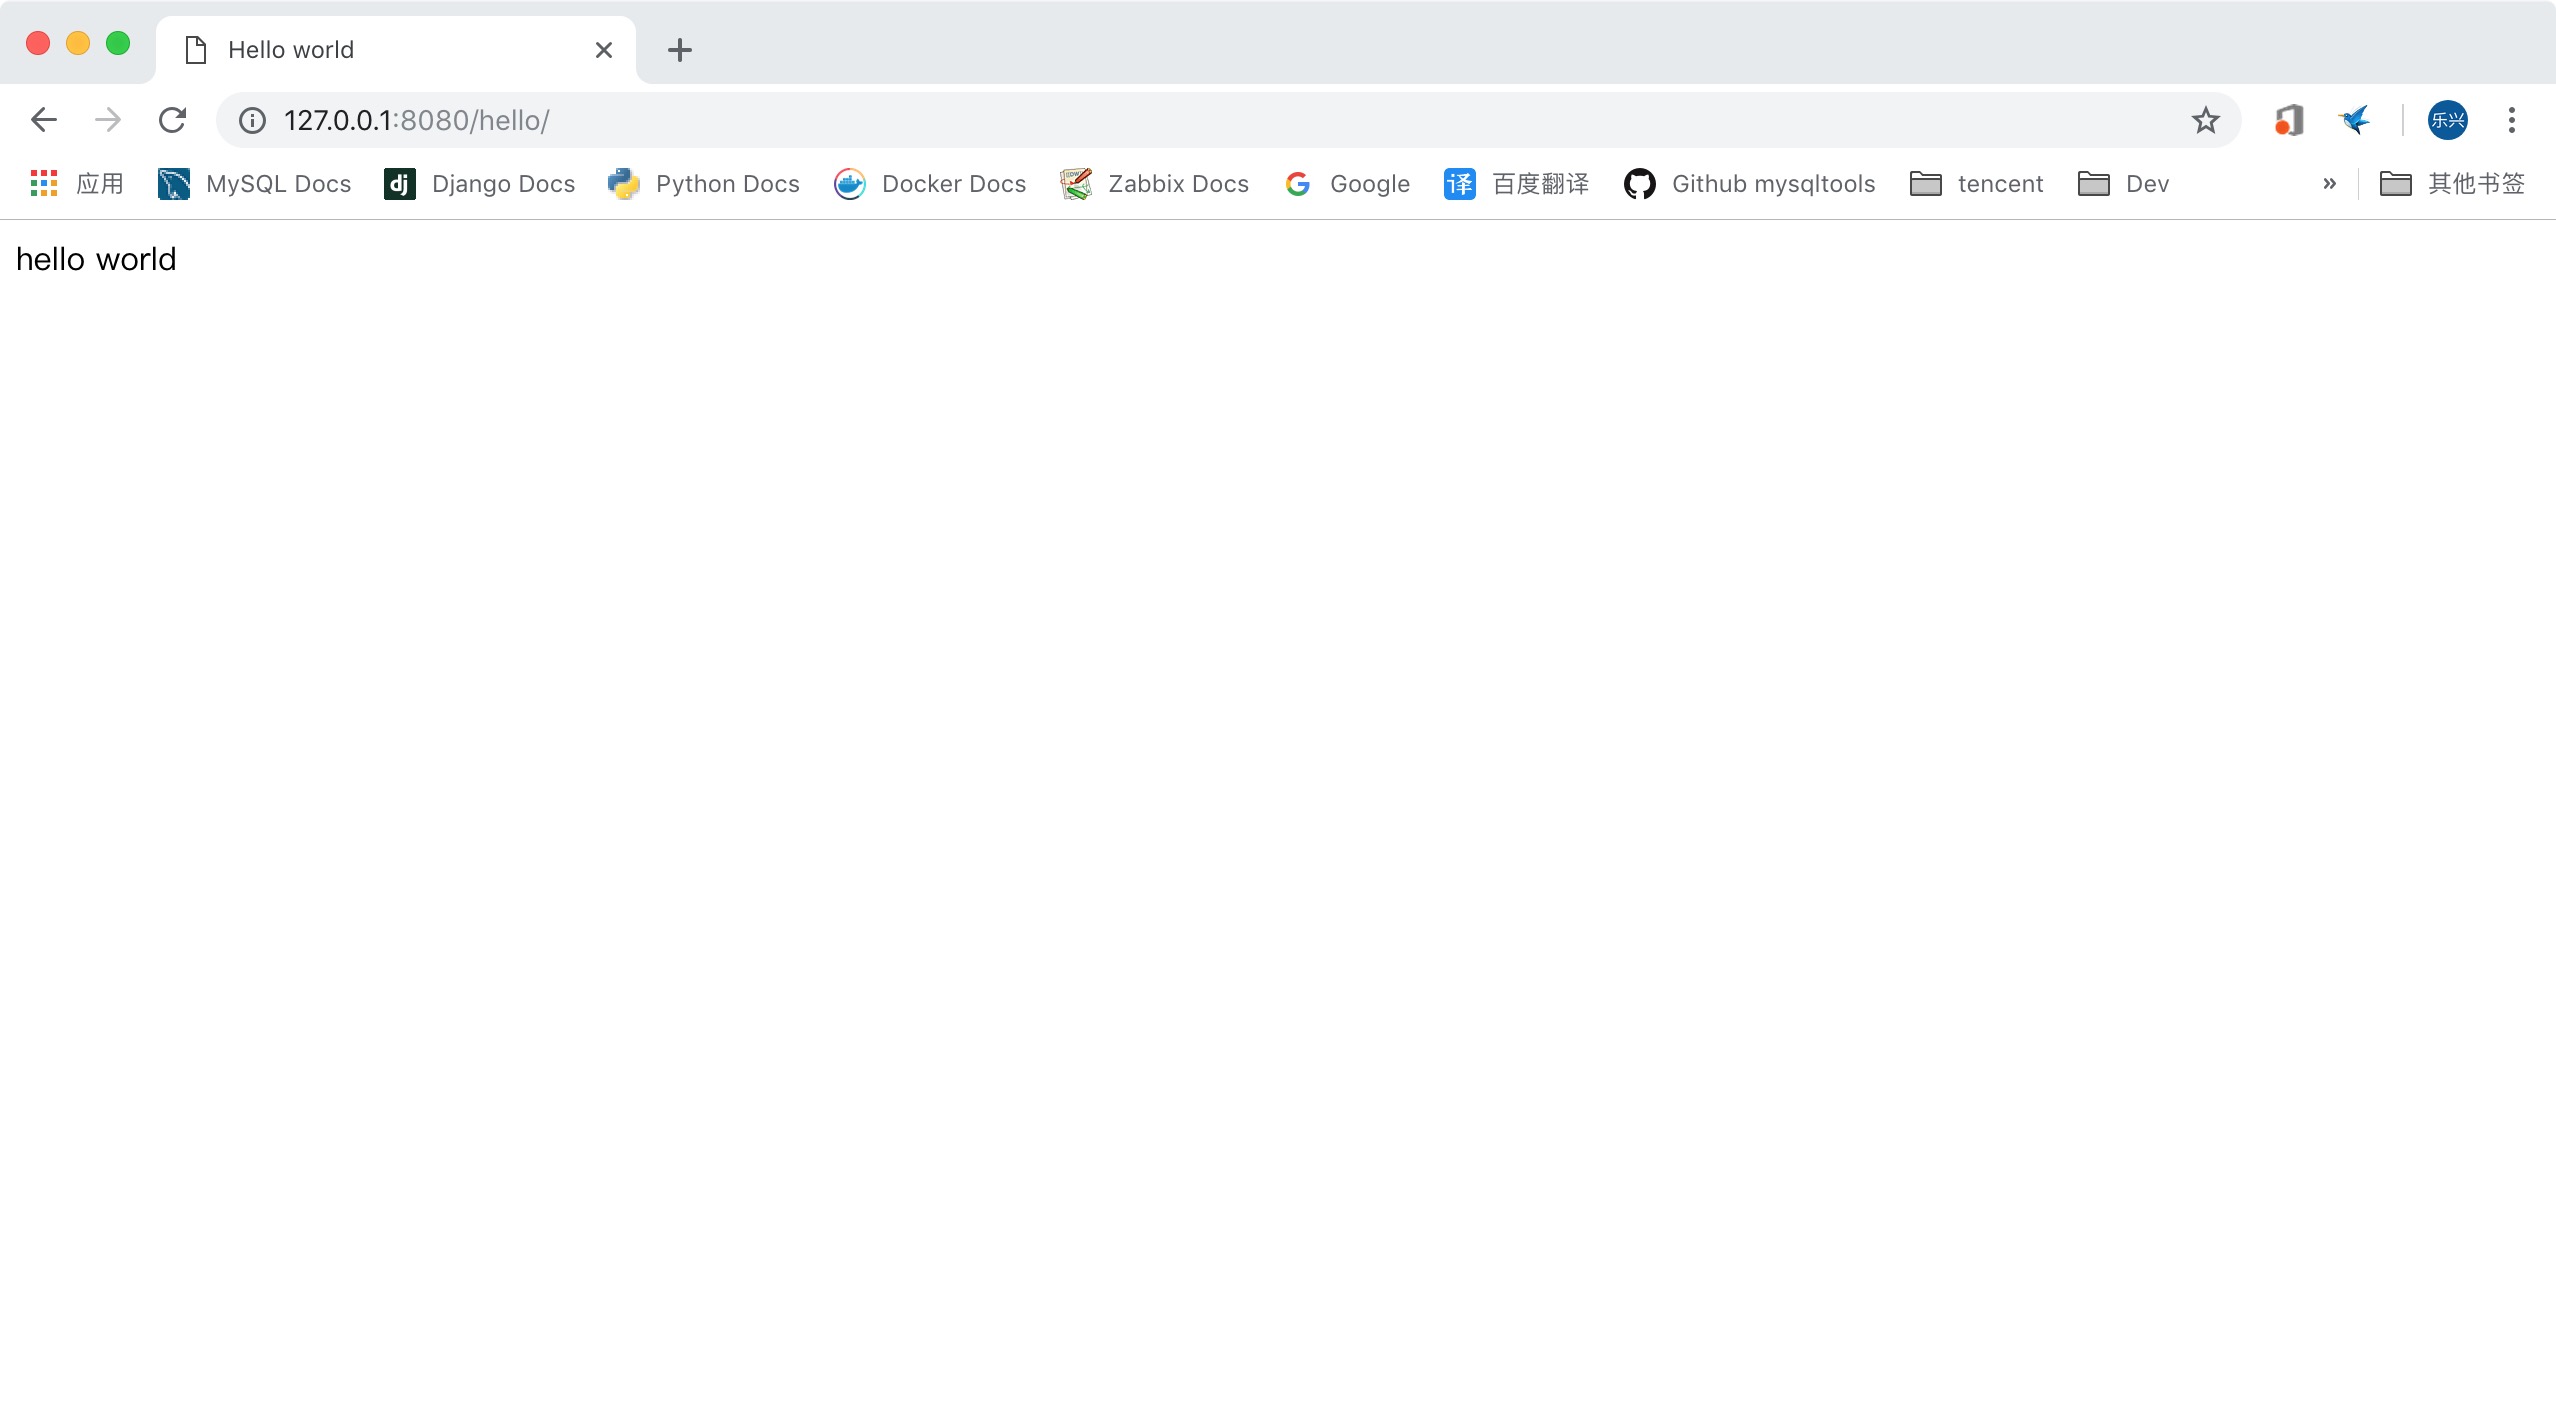 Hello world
127.0.0.1:8080/hello/
乐兴
应用 MySQL Docs dj Django Docs Python Docs Docker Docs Zabbix Docs Google 译 百度翻译 Github mysqltools tencent Dev » 其他书签
hello world